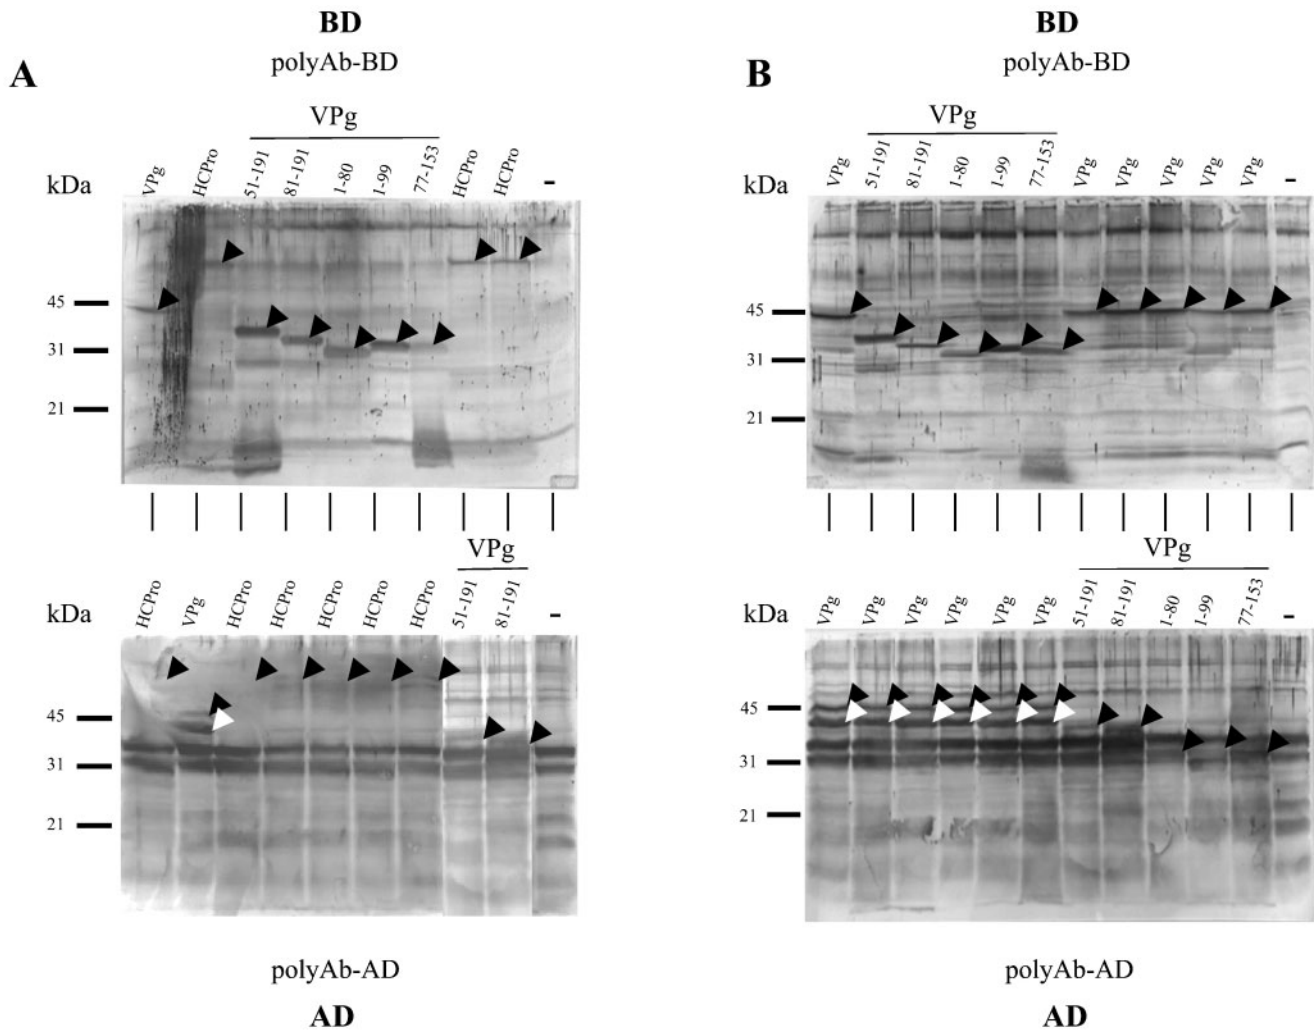 BD
polyAb-BD
A
VPg
VPg
HCPro
51-191
81-191
1-80
1-99
77-153
HCPro
HCPro
-
kDa
45
31
21
VPg
HCPro
VPg
HCPro
HCPro
HCPro
HCPro
HCPro
51-191
81-191
-
kDa
45
31
21
polyAb-AD
AD
BD
polyAb-BD
B
VPg
VPg
51-191
81-191
1-80
1-99
77-153
VPg
VPg
VPg
VPg
VPg
-
kDa
45
31
21
VPg
VPg
VPg
VPg
VPg
VPg
VPg
51-191
81-191
1-80
1-99
77-153
-
kDa
45
31
21
polyAb-AD
AD